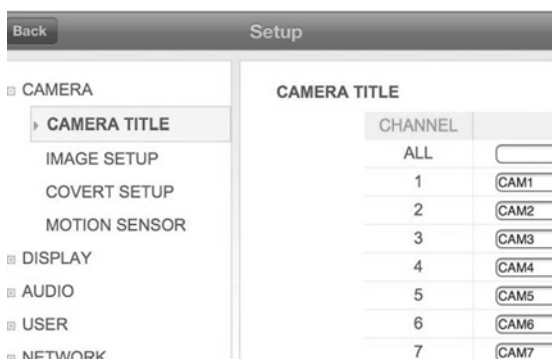 Back
Setup
CAMERA
CAMERA TITLE
IMAGE SETUP
COVERT SETUP
MOTION SENSOR
DISPLAY
AUDIO
USER
NETWORK
CAMERA TITLE
CHANNEL
ALL
1 CAM1
2 CAM2
3 CAM3
4 CAM4
5 CAM5
6 CAM6
7 CAM7